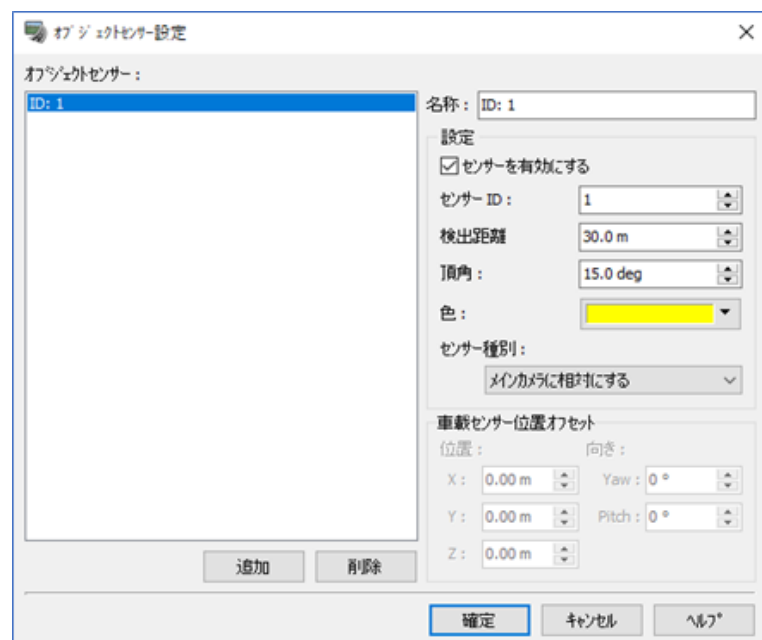 ｵﾌﾞｼﾞｪｸﾄｾﾝｻｰ設定
ｵﾌﾞｼﾞｪｸﾄｾﾝｻｰ：
ID: 1
名称： ID: 1
設定
ｾﾝｻｰを有効にする
ｾﾝｻｰ ID： 1
検出距離 30.0 m
頂角： 15.0 deg
色：
ｾﾝｻｰ種別：
ﾒｲﾝｶﾒﾗに相対にする
車載ｾﾝｻｰ位置ｵﾌｾｯﾄ
位置： 向き：
X： 0.00 m Yaw： 0 °
Y： 0.00 m Pitch： 0 °
Z： 0.00 m
追加 削除
確定 ｷｬﾝｾﾙ ﾍﾙﾌﾟ